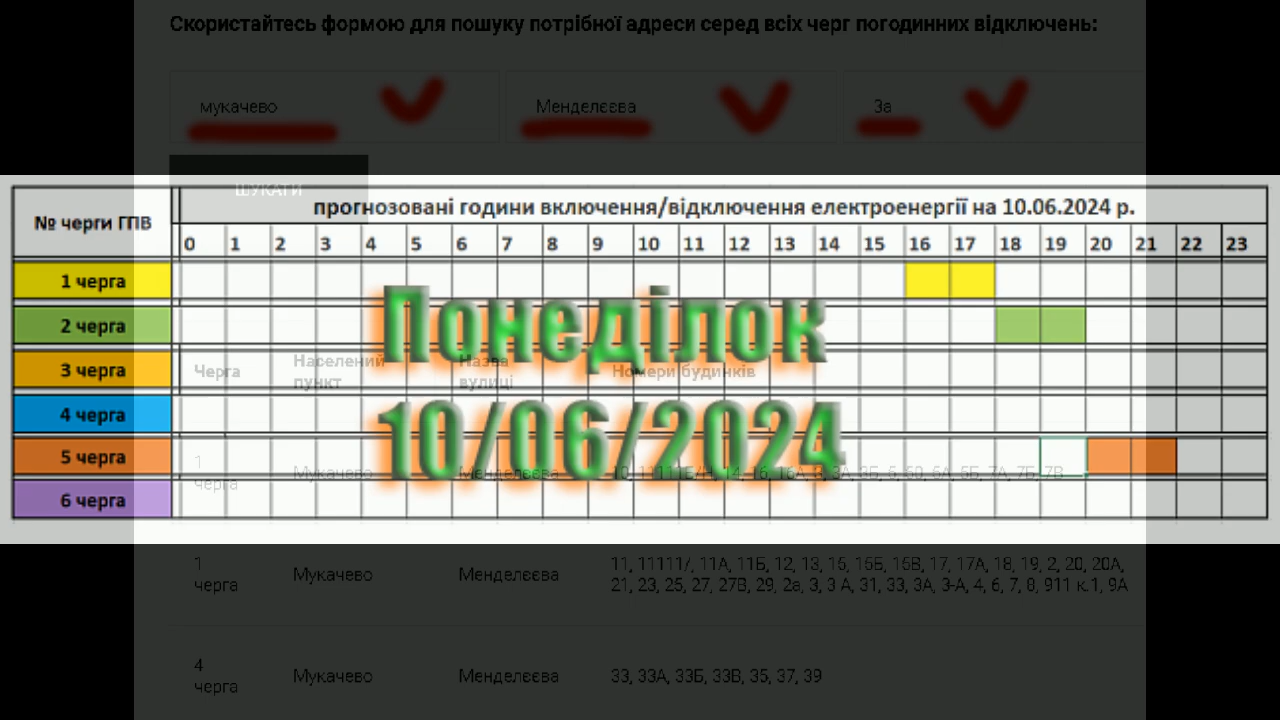 Скористайтесь формою для пошуку потрібної адреси серед всіх черг погодинних відключень:
мукачево Менделєєва 3а
ШУКАТИ
№ черги ГПВ прогнозовані години включення/відключення електроенергії на 10.06.2024 р.
0 1 2 3 4 5 6 7 8 9 10 11 12 13 14 15 16 17 18 19 20 21 22 23
1 черга
2 черга
3 черга
4 черга
5 черга
6 черга
Понеділок
10/06/2024
Черга Населений пункт Назва вулиці Номери будинків
1 черга Мукачево Менделєєва
1 черга Мукачево Менделєєва 11, 11111/, 11А, 11Б, 12, 13, 15, 15Б, 15В, 17, 17А, 18, 19, 2, 20, 20А,
21, 23, 25, 27, 27В, 29, 2а, 3, 3 А, 31, 33, 3А, 3-А, 4, 6, 7, 8, 911 к.1, 9А
4 черга Мукачево Менделєєва 33, 33А, 33Б, 33В, 35, 37, 39